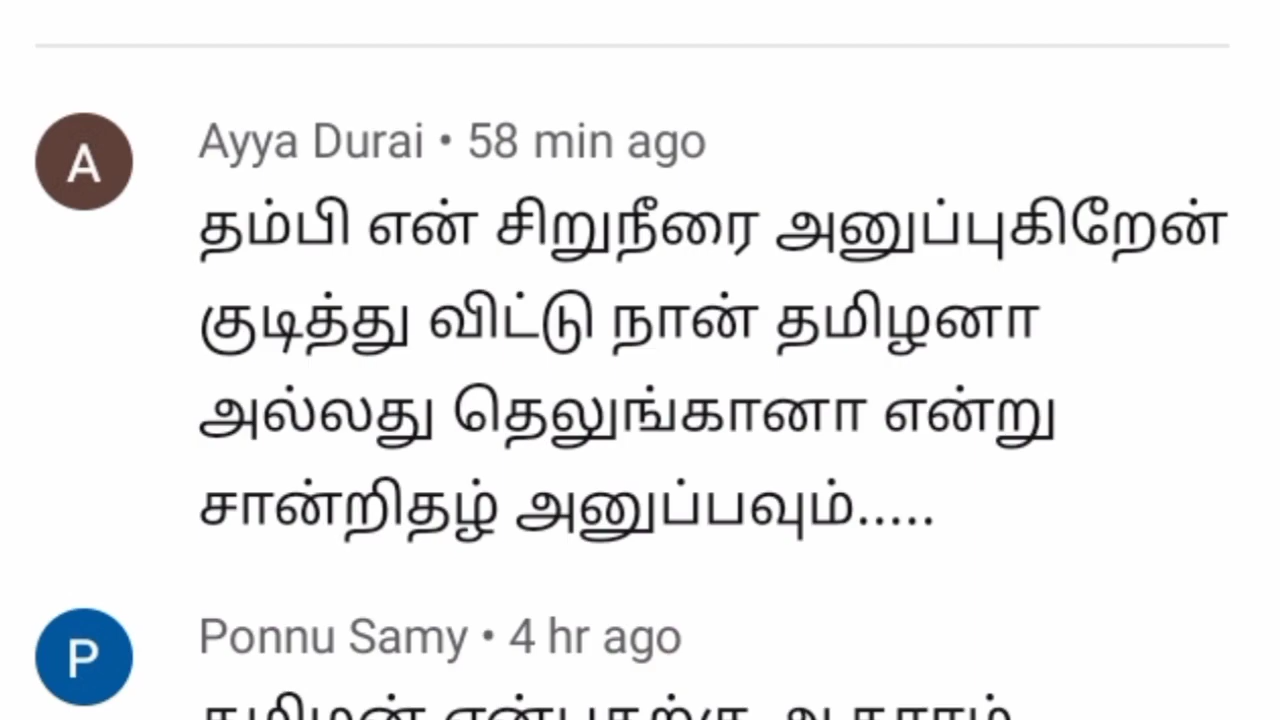 A
Ayya Durai • 58 min ago
தம்பி என் சிறுநீரை அனுப்புகிறேன்
குடித்து விட்டு நான் தமிழனா
அல்லது தெலுங்கானா என்று
சான்றிதழ் அனுப்பவும்.....
P
Ponnu Samy • 4 hr ago